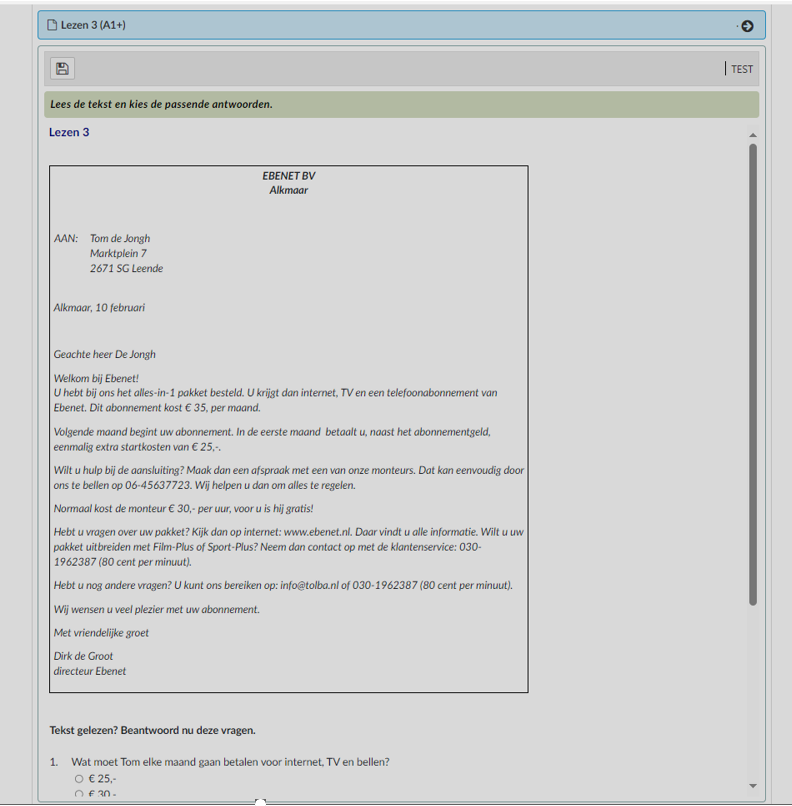 Lezen 3 (A1+)
TEST
Lees de tekst en kies de passende antwoorden.
Lezen 3
EBENET BV
Alkmaar
AAN: Tom de Jongh
Marktplein 7
2671 SG Leende
Alkmaar, 10 februari
Geachte heer De Jongh
Welkom bij Ebenet!
U hebt bij ons het alles-in-1 pakket besteld. U krijgt dan internet, TV en een telefoonabonnement van
Ebenet. Dit abonnement kost € 35, per maand.
Volgende maand begint uw abonnement. In de eerste maand betaalt u, naast het abonnementgeld,
eenmalig extra startkosten van € 25,-.
Wilt u hulp bij de aansluiting? Maak dan een afspraak met een van onze monteurs. Dat kan eenvoudig door
ons te bellen op 06-45637723. Wij helpen u dan om alles te regelen.
Normaal kost de monteur € 30,- per uur, voor u is hij gratis!
Hebt u vragen over uw pakket? Kijk dan op internet: www.ebenet.nl. Daar vindt u alle informatie. Wilt u uw
pakket uitbreiden met Film-Plus of Sport-Plus? Neem dan contact op met de klantenservice: 030-
1962387 (80 cent per minuut).
Hebt u nog andere vragen? U kunt ons bereiken op: info@tolba.nl of 030-1962387 (80 cent per minuut).
Wij wensen u veel plezier met uw abonnement.
Met vriendelijke groet
Dirk de Groot
directeur Ebenet
Tekst gelezen? Beantwoord nu deze vragen.
1. Wat moet Tom elke maand gaan betalen voor internet, TV en bellen?
€ 25,-
€ 30,-